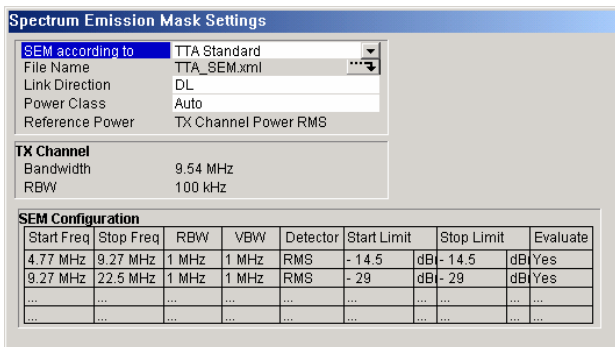 Spectrum Emission Mask Settings
SEM according to TTA Standard
File Name TTA_SEM.xml
Link Direction DL
Power Class Auto
Reference Power TX Channel Power RMS
TX Channel
Bandwidth 9.54 MHz
RBW 100 kHz
SEM Configuration
Start Freq Stop Freq RBW VBW Detector Start Limit Stop Limit Evaluate
4.77 MHz 9.27 MHz 1 MHz 1 MHz RMS - 14.5 dB - 14.5 dB Yes
9.27 MHz 22.5 MHz 1 MHz 1 MHz RMS - 29 dB - 29 dB Yes
... ... ... ... ... ... ... ... ... ...
... ... ... ... ... ... ... ... ... ...